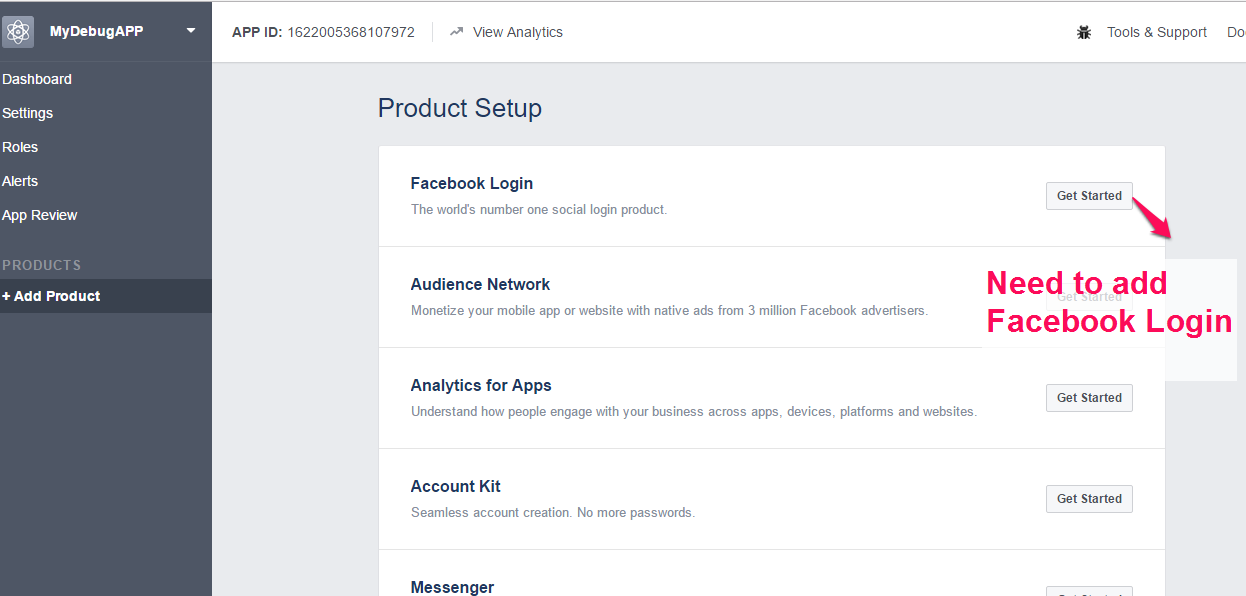 MyDebugAPP
APP ID: 1622005368107972
View Analytics
Tools & Support
Do
Dashboard
Settings
Roles
Alerts
App Review
PRODUCTS
+ Add Product
Product Setup
Facebook Login
The world's number one social login product.
Get Started
Audience Network
Monetize your mobile app or website with native ads from 3 million Facebook advertisers.
Get Started
Need to add
Facebook Login
Analytics for Apps
Understand how people engage with your business across apps, devices, platforms and websites.
Get Started
Account Kit
Seamless account creation. No more passwords.
Get Started
Messenger
Get Started